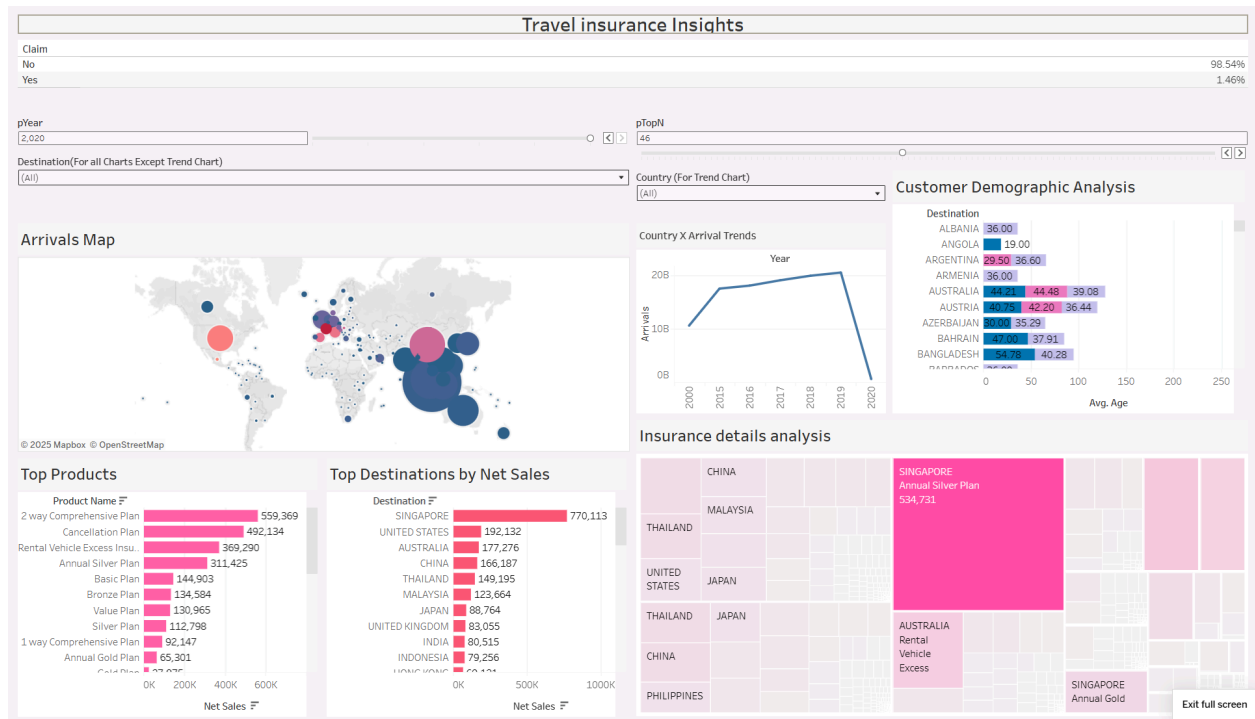 Travel insurance Insights
Claim
No 98.54%
Yes 1.46%
pYear
2,020
pTopN
46
Destination(For all Charts Except Trend Chart)
(All)
Country (For Trend Chart)
(All)
Customer Demographic Analysis
Destination
ALBANIA 36.00
ANGOLA 19.00
ARGENTINA 29.50 36.60
ARMENIA 36.00
AUSTRALIA 44.21 44.48 39.08
AUSTRIA 40.75 42.20 36.44
AZERBAIJAN 30.00 35.29
BAHRAIN 47.00 37.91
BANGLADESH 54.78 40.28
0 50 100 150 200 250
Avg. Age
Arrivals Map
© 2025 Mapbox © OpenStreetMap
Country X Arrival Trends
Year
20B
10B
0B
Arrivals
2000 2015 2016 2017 2018 2019 2020
Top Products
Product Name
2 way Comprehensive Plan 559,369
Cancellation Plan 492,134
Rental Vehicle Excess Insu.. 369,290
Annual Silver Plan 311,425
Basic Plan 144,903
Bronze Plan 134,584
Value Plan 130,965
Silver Plan 112,798
1 way Comprehensive Plan 92,147
Annual Gold Plan 65,301
0K 200K 400K 600K
Net Sales
Top Destinations by Net Sales
Destination
SINGAPORE 770,113
UNITED STATES 192,132
AUSTRALIA 177,276
CHINA 166,187
THAILAND 149,195
MALAYSIA 123,664
JAPAN 88,764
UNITED KINGDOM 83,055
INDIA 80,515
INDONESIA 79,256
0K 500K 1000K
Net Sales
Insurance details analysis
THAILAND
UNITED
STATES
CHINA
MALAYSIA
JAPAN
THAILAND
CHINA
PHILIPPINES
JAPAN
SINGAPORE
Annual Silver Plan
534,731
AUSTRALIA
Rental
Vehicle
Excess
SINGAPORE
Annual Gold
Exit full screen